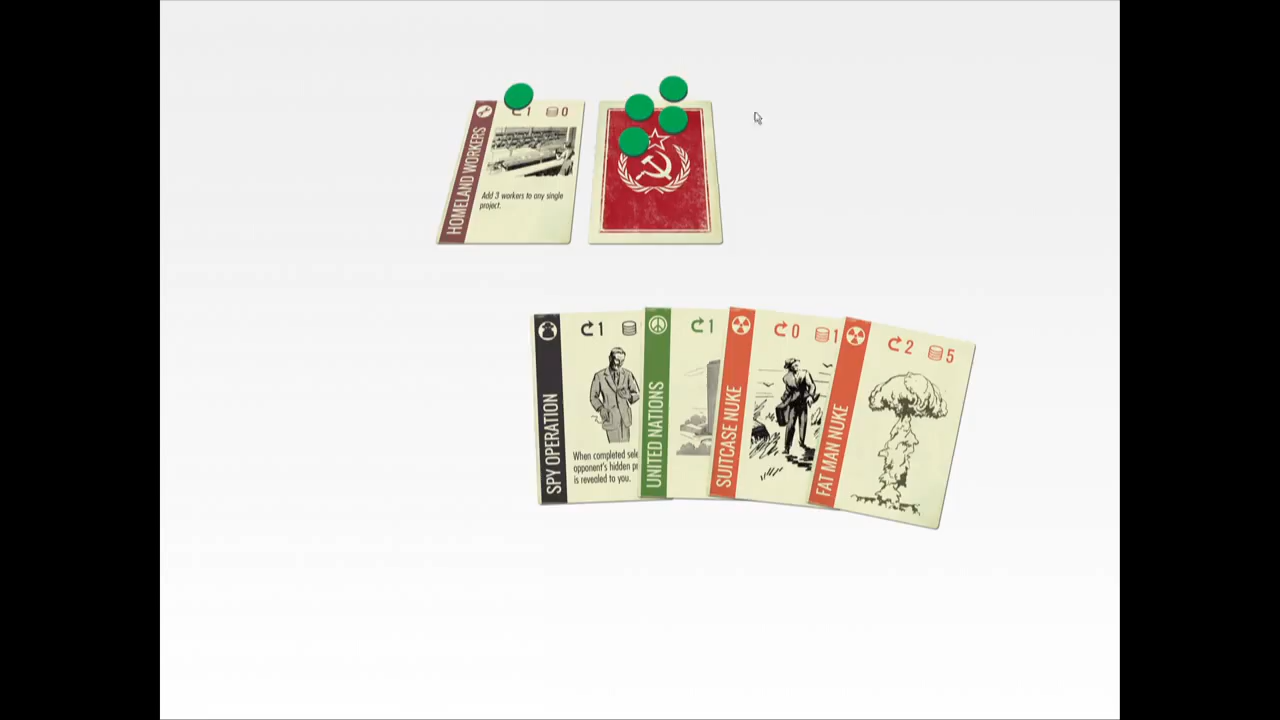 HOMELAND WORKERS
1 0
Add 3 workers to any single
project.
SPY OPERATION
1
When completed
opponent's hidden
is revealed to you.
UNITED NATIONS
1
SUITCASE NUKE
0 1
FAT MAN NUKE
2 5